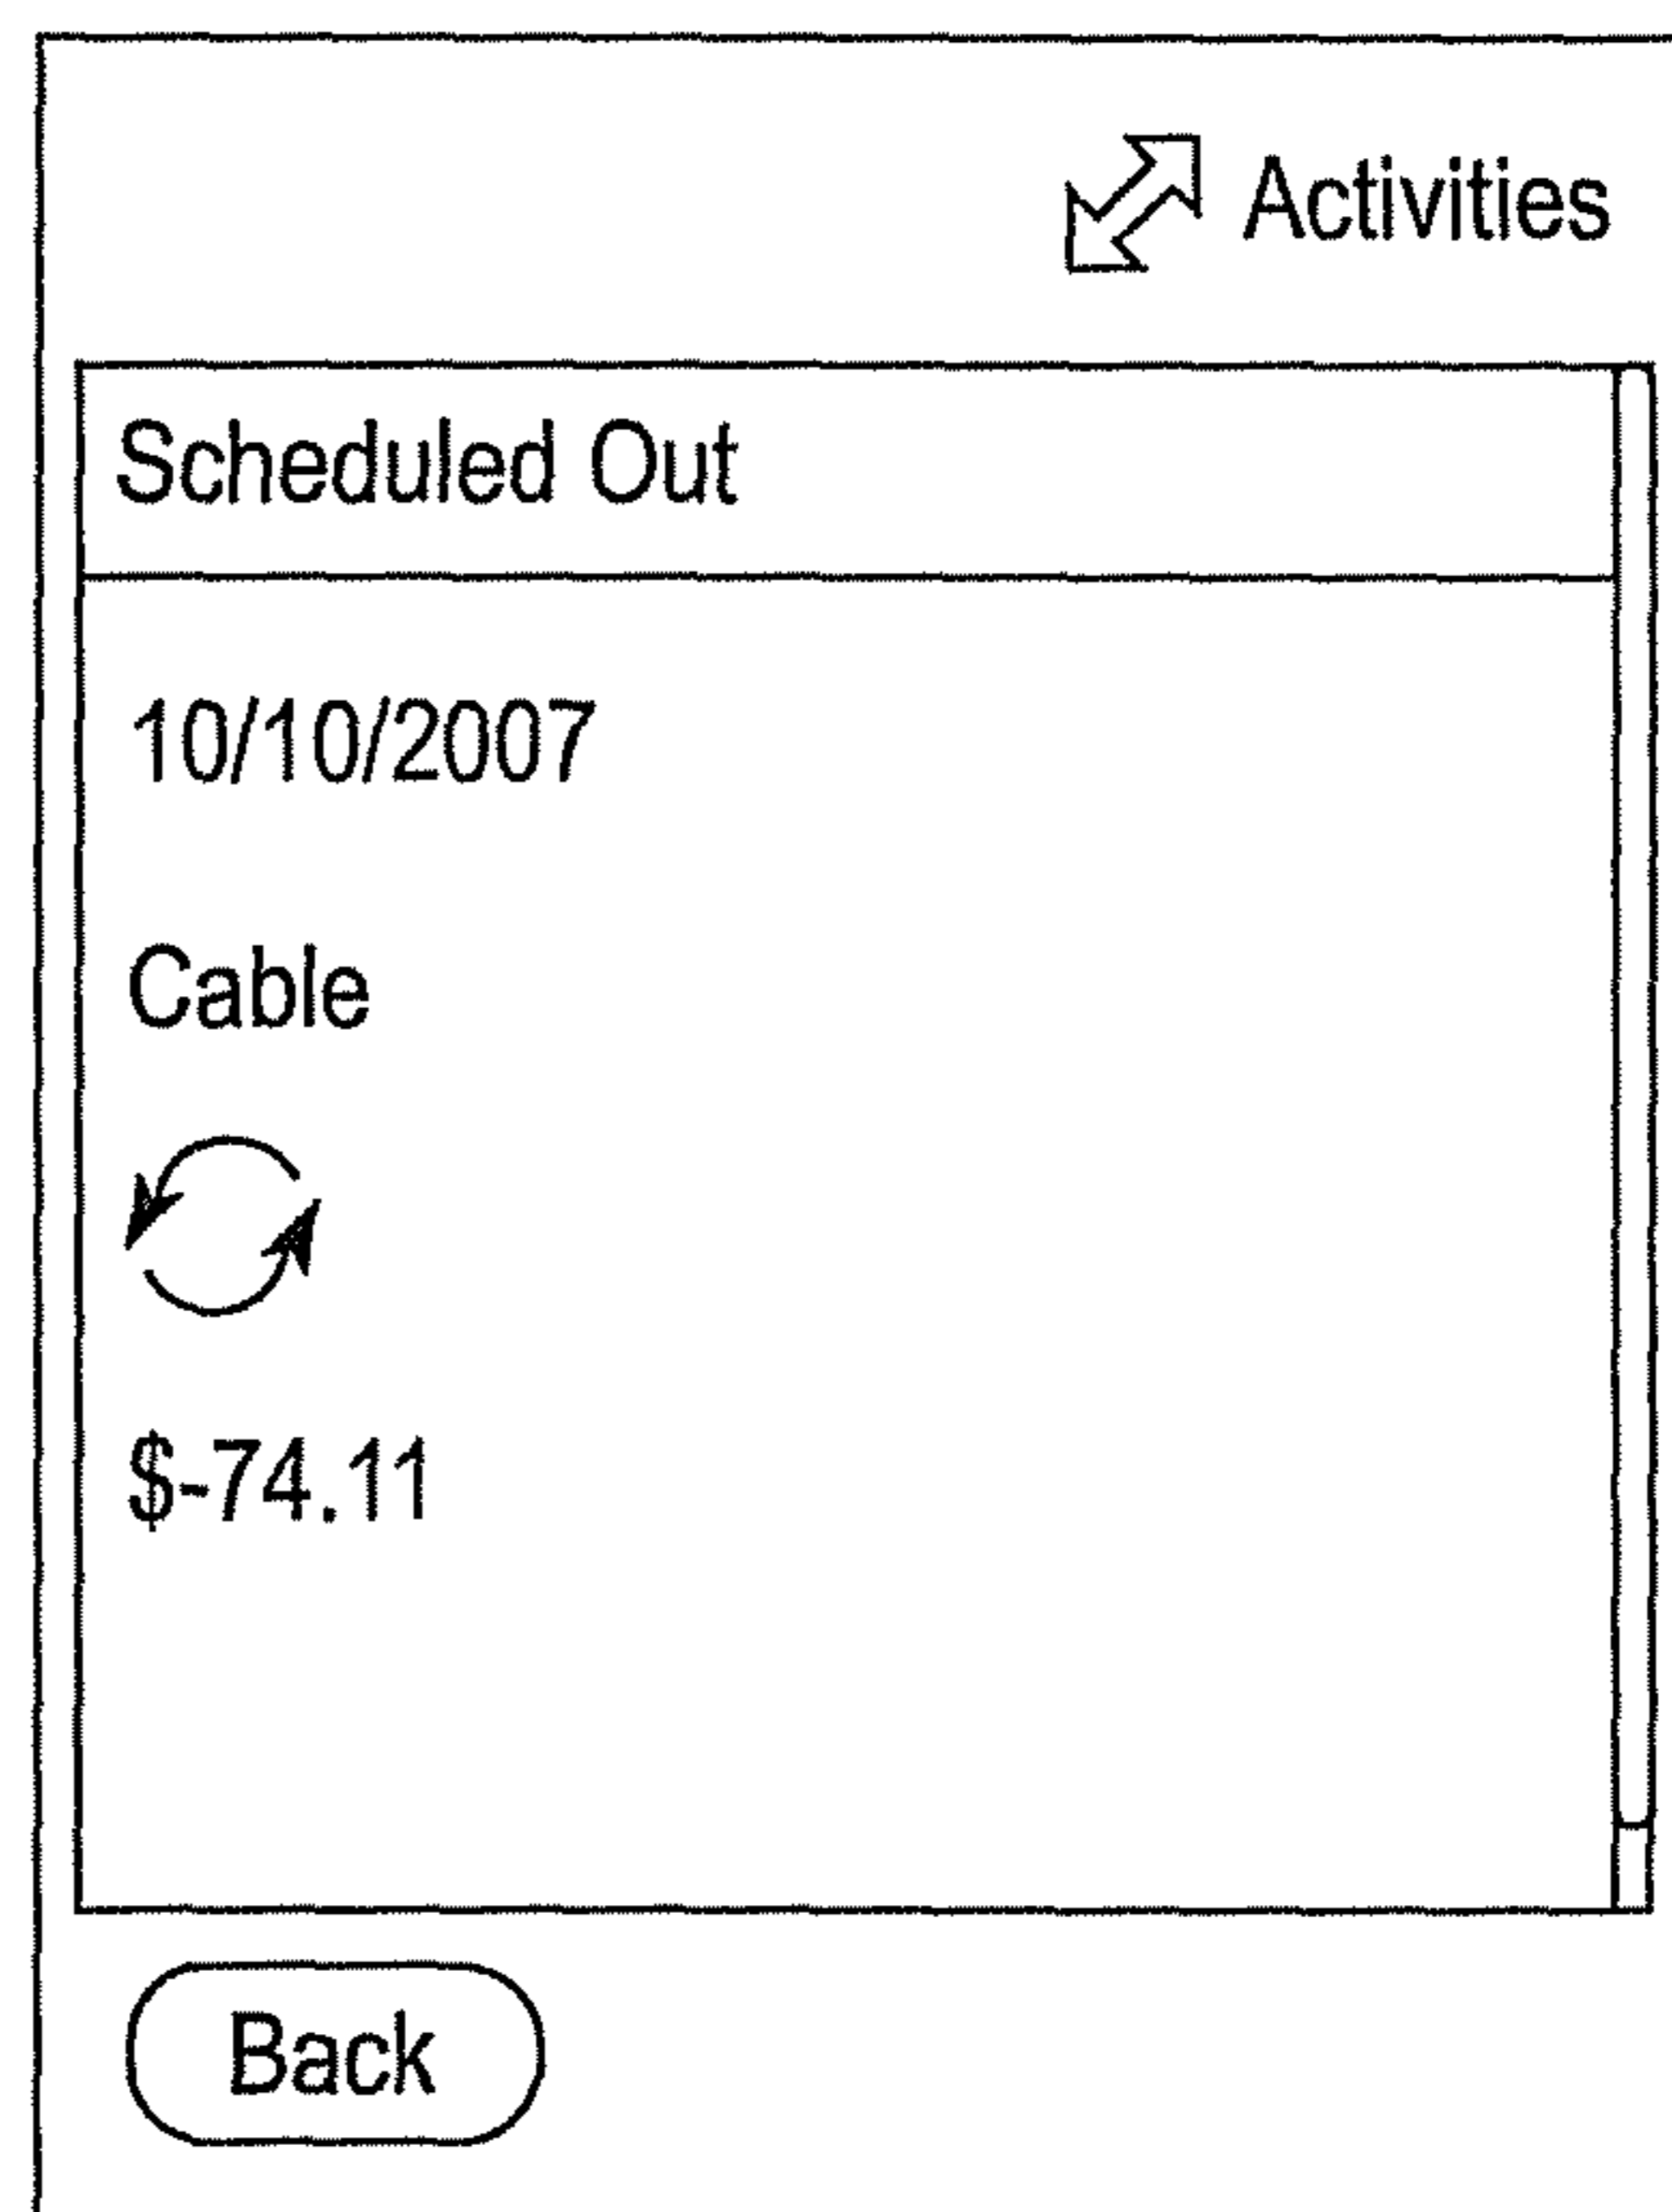 Activities
Scheduled Out
10/10/2007
Cable
$-74.11
Back